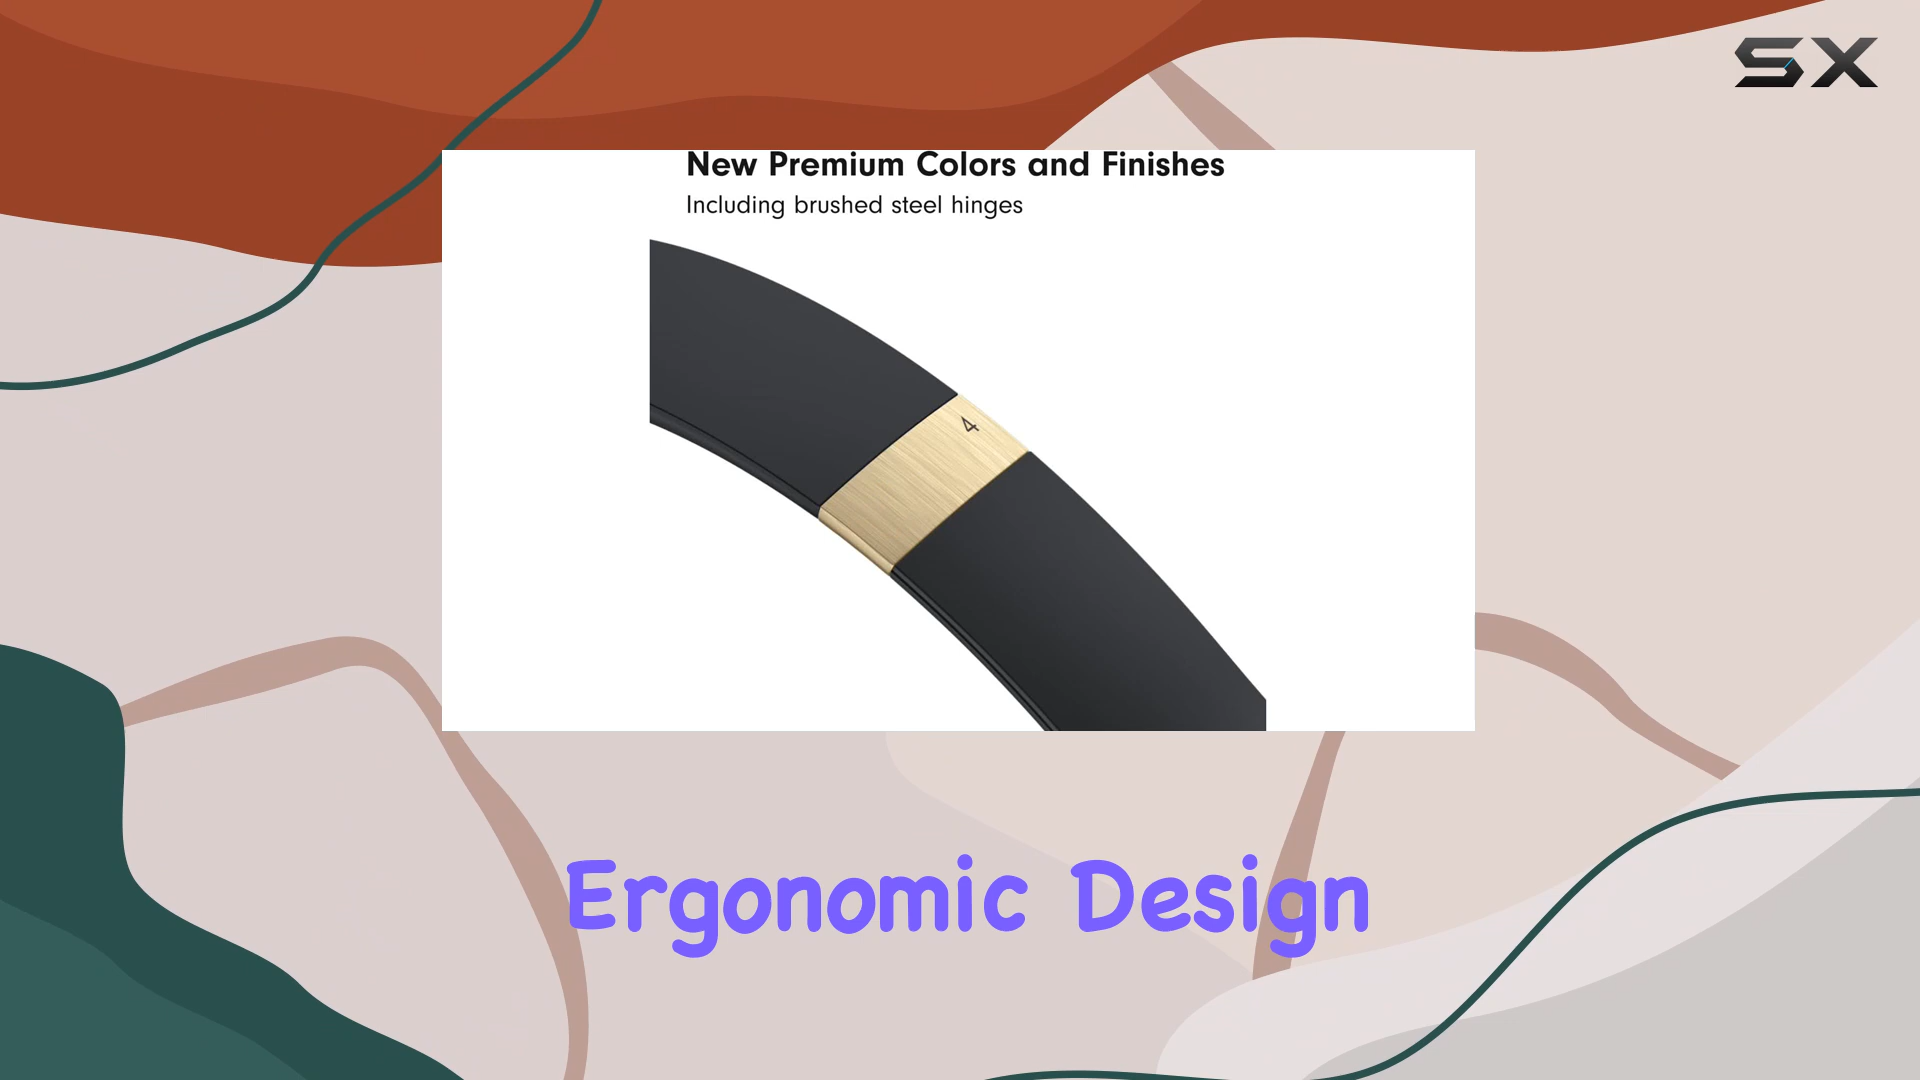 SX
New Premium Colors and Finishes
Including brushed steel hinges
4
Ergonomic Design